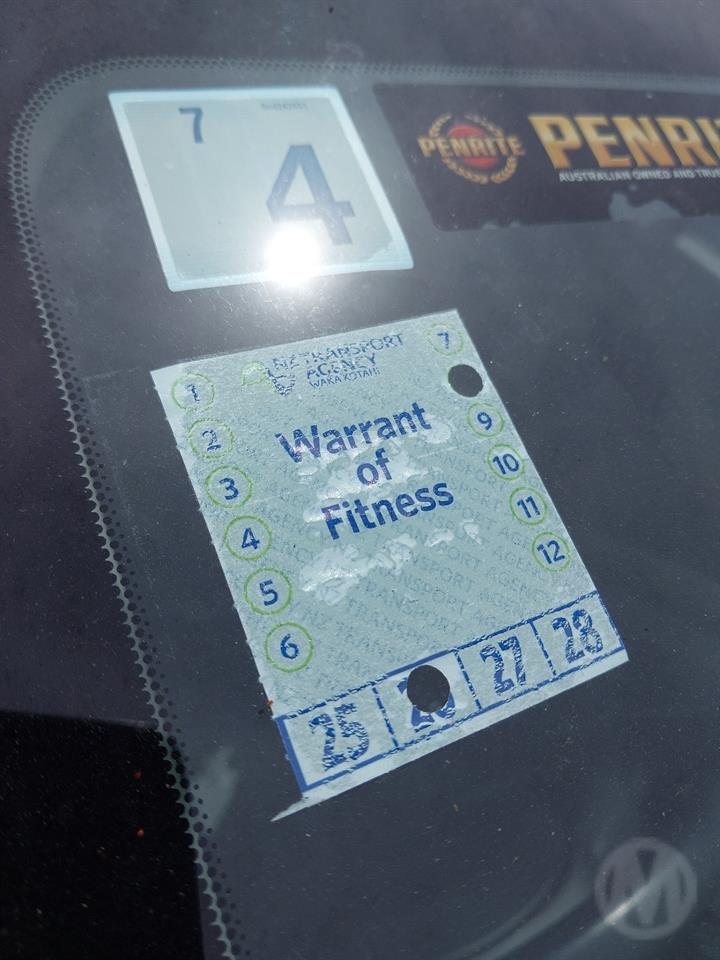 7
4
PENRITE
PENRI
AUSTRALIAN OWNED AND TRUS
NZ TRANSPORT
AGENCY
WAKA KOTAHI
Warrant
of
Fitness
1
2
3
4
5
6
7
9
10
11
12
25 27 28
M